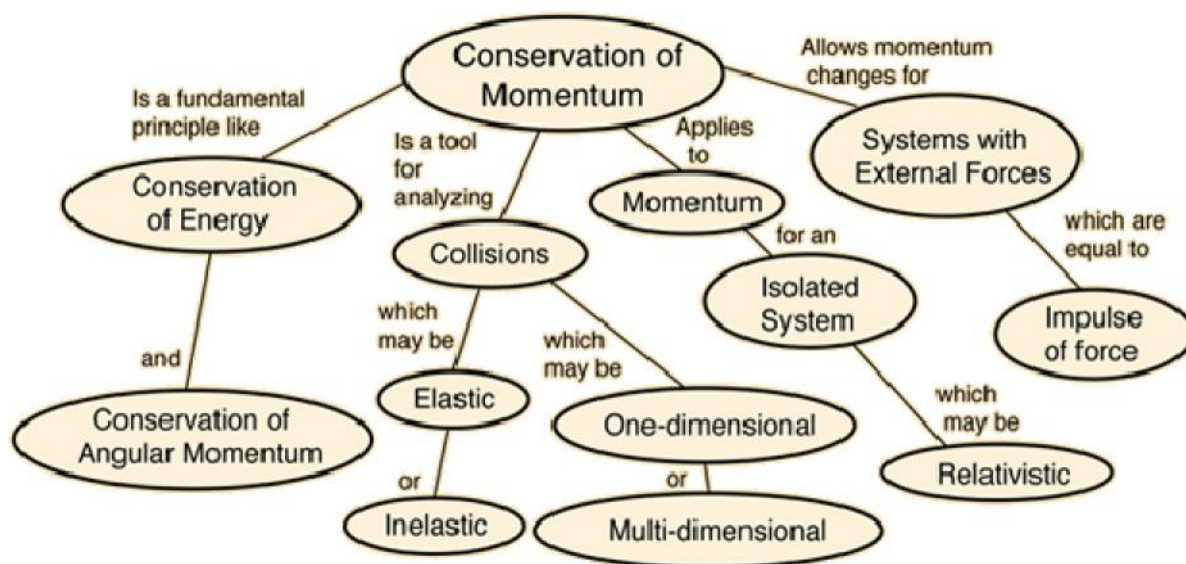 Conservation of
Momentum
Is a fundamental
principle like
Conservation
of Energy
and
Conservation of
Angular Momentum
Is a tool
for
analyzing
Collisions
which
may be
Elastic
or
Inelastic
which
may be
One-dimensional
or
Multi-dimensional
Applies
to
Momentum
for an
Isolated
System
which
may be
Relativistic
Allows momentum
changes for
Systems with
External Forces
which are
equal to
Impulse
of force